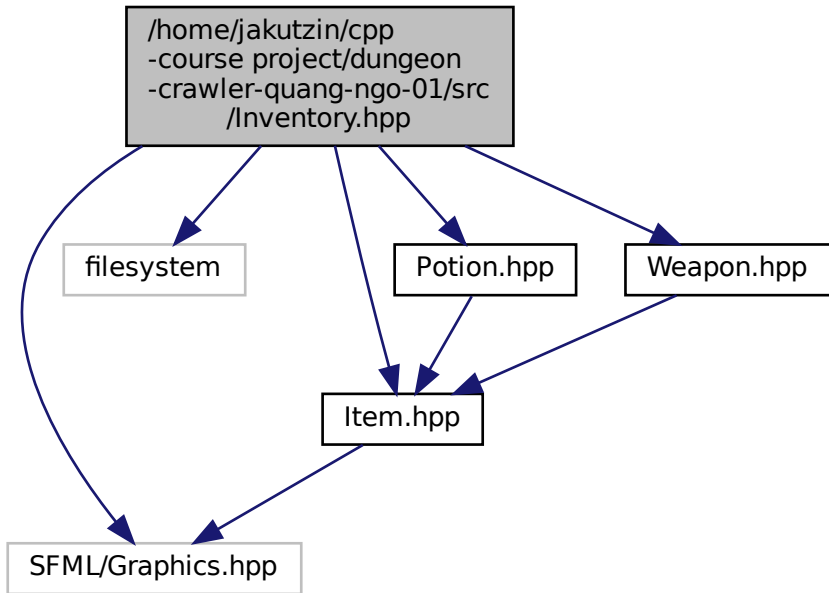 /home/jakutzin/cpp
-course project/dungeon
-crawler-quang-ngo-01/src
/Inventory.hpp
filesystem
Potion.hpp
Weapon.hpp
Item.hpp
SFML/Graphics.hpp